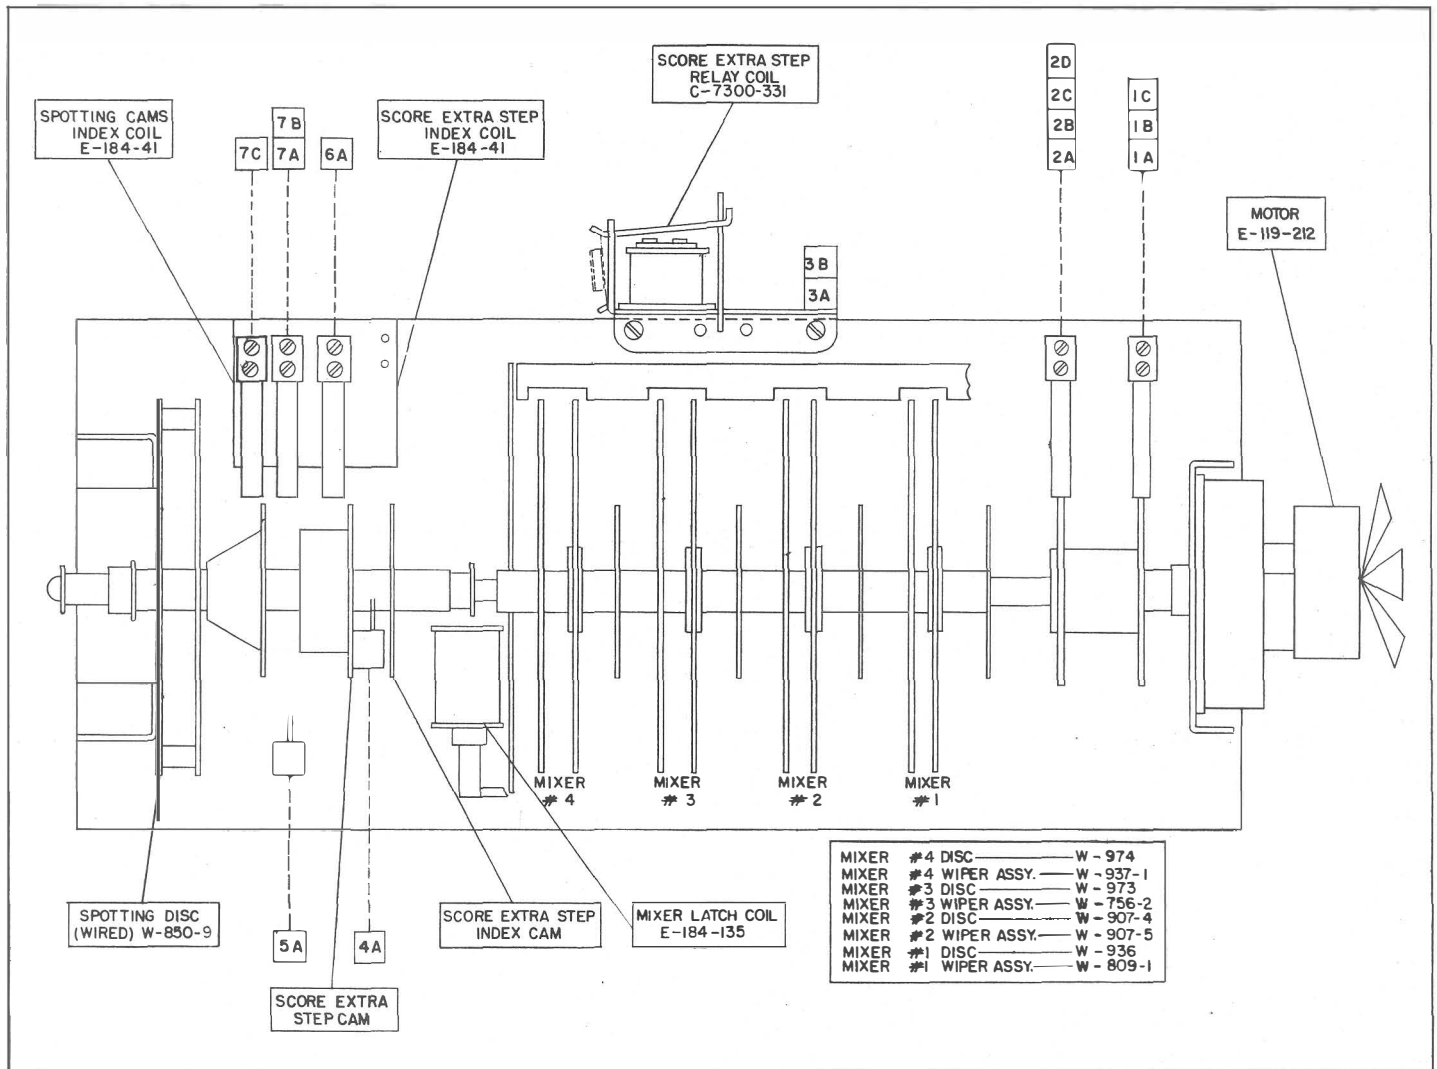 SCORE EXTRA STEP
RELAY COIL
C-7300-331
2D
2C
2B
2A
1C
1B
1A
SPOTTING CAMS
INDEX COIL
E-184-41
7C
7B
7A
6A
SCORE EXTRA STEP
INDEX COIL
E-184-41
MOTOR
E-119-212
3B
3A
MIXER
#4
MIXER
#3
MIXER
#2
MIXER
#1
MIXER #4 DISC W-974
MIXER #4 WIPER ASSY. W-937-1
MIXER #3 DISC W-973
MIXER #3 WIPER ASSY. W-756-2
MIXER #2 DISC W-907-4
MIXER #2 WIPER ASSY. W-907-5
MIXER #1 DISC W-936
MIXER #1 WIPER ASSY. W-809-1
SPOTTING DISC
(WIRED) W-850-9
5A
4A
SCORE EXTRA STEP
INDEX CAM
MIXER LATCH COIL
E-184-135
SCORE EXTRA
STEP CAM